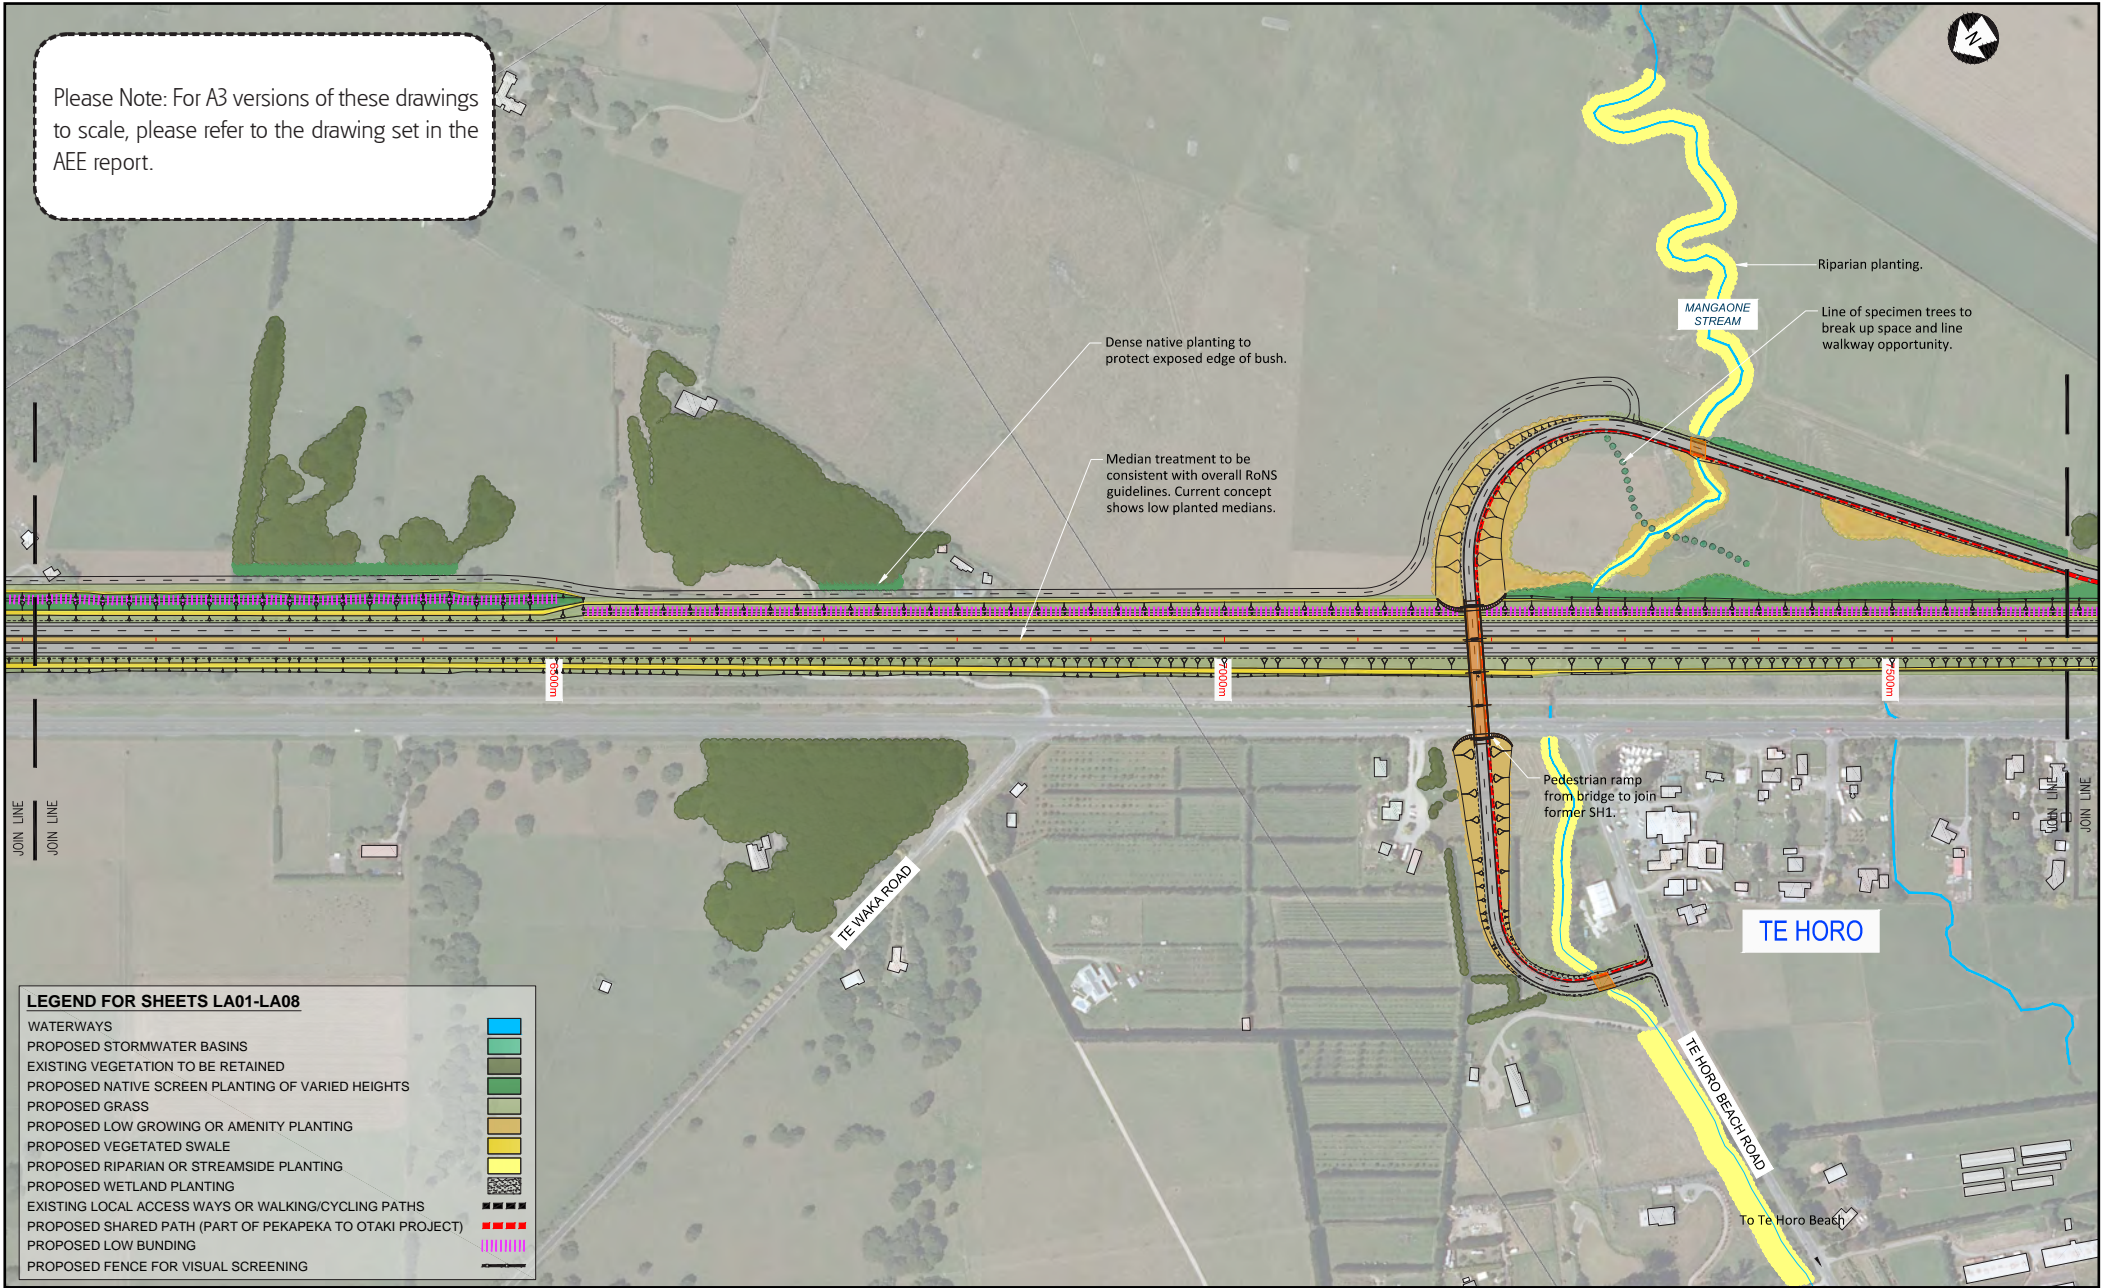 Please Note: For A3 versions of these drawings
to scale, please refer to the drawing set in the
AEE report.
N
Riparian planting.
MANGAONE
STREAM
Line of specimen trees to
break up space and line
walkway opportunity.
Dense native planting to
protect exposed edge of bush.
Median treatment to be
consistent with overall RoNS
guidelines. Current concept
shows low planted medians.
6500m
7000m
7500m
Pedestrian ramp
from bridge to join
former SH1.
JOIN LINE
JOIN LINE
JOIN LINE
JOIN LINE
TE WAKA ROAD
TE HORO
TE HORO BEACH ROAD
To Te Horo Beach
LEGEND FOR SHEETS LA01-LA08
WATERWAYS
PROPOSED STORMWATER BASINS
EXISTING VEGETATION TO BE RETAINED
PROPOSED NATIVE SCREEN PLANTING OF VARIED HEIGHTS
PROPOSED GRASS
PROPOSED LOW GROWING OR AMENITY PLANTING
PROPOSED VEGETATED SWALE
PROPOSED RIPARIAN OR STREAMSIDE PLANTING
PROPOSED WETLAND PLANTING
EXISTING LOCAL ACCESS WAYS OR WALKING/CYCLING PATHS
PROPOSED SHARED PATH (PART OF PEKAPEKA TO OTAKI PROJECT)
PROPOSED LOW BUNDING
PROPOSED FENCE FOR VISUAL SCREENING